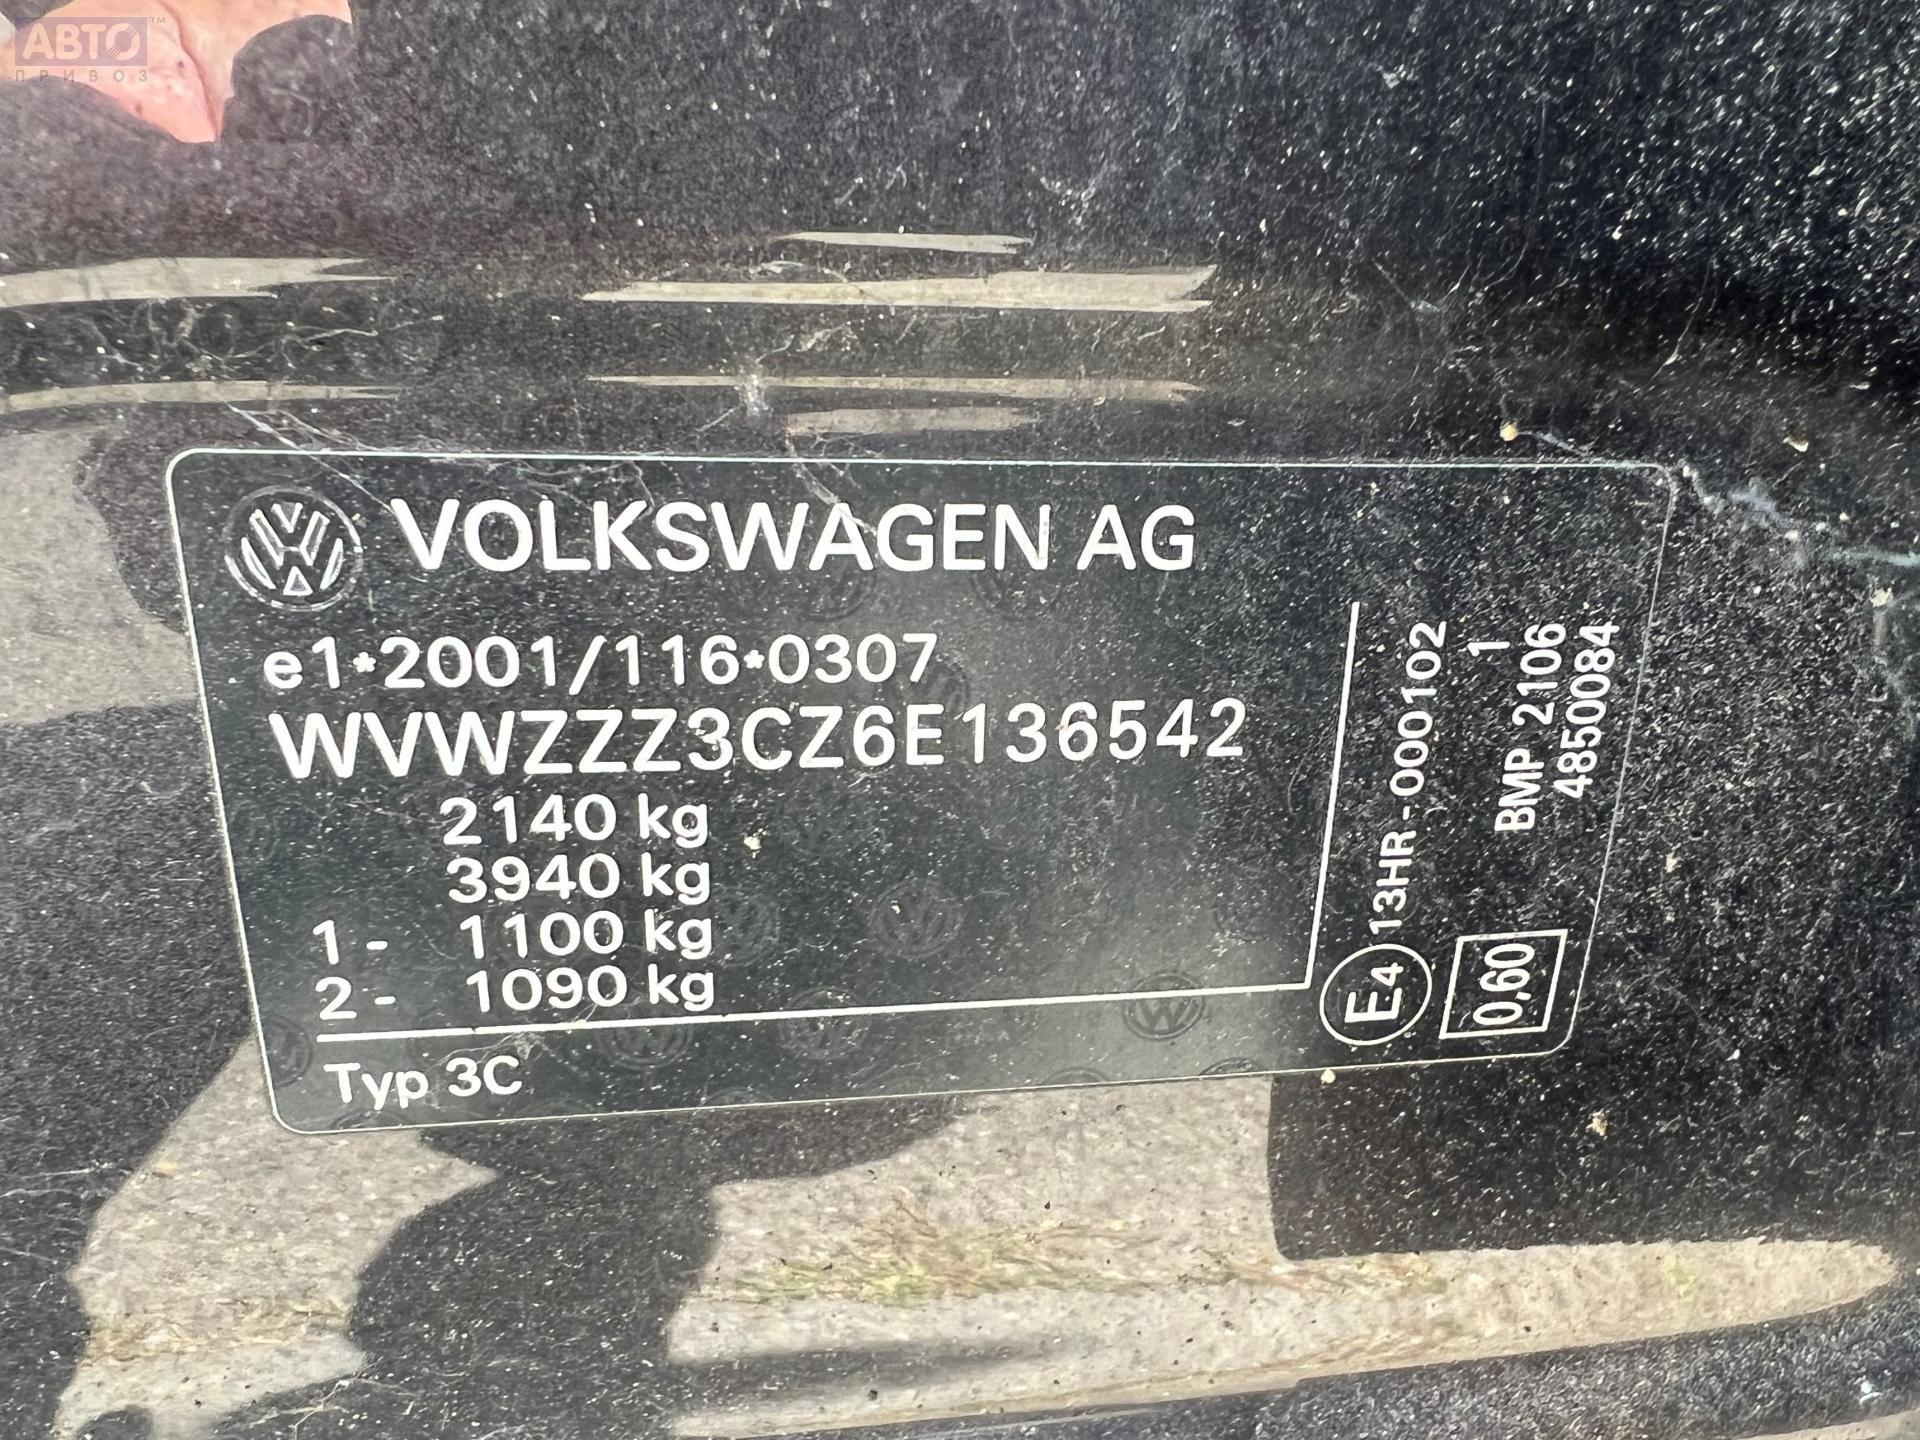 АВТО™
ПРИВОЗ
VOLKSWAGEN AG
e1*2001/116*0307
WVWZZZ3CZ6E136542
2140 kg
3940 kg
1 - 1100 kg
2 - 1090 kg
Typ 3C
E4 13HR-000102
0,60
1
BMP 2106
4850084